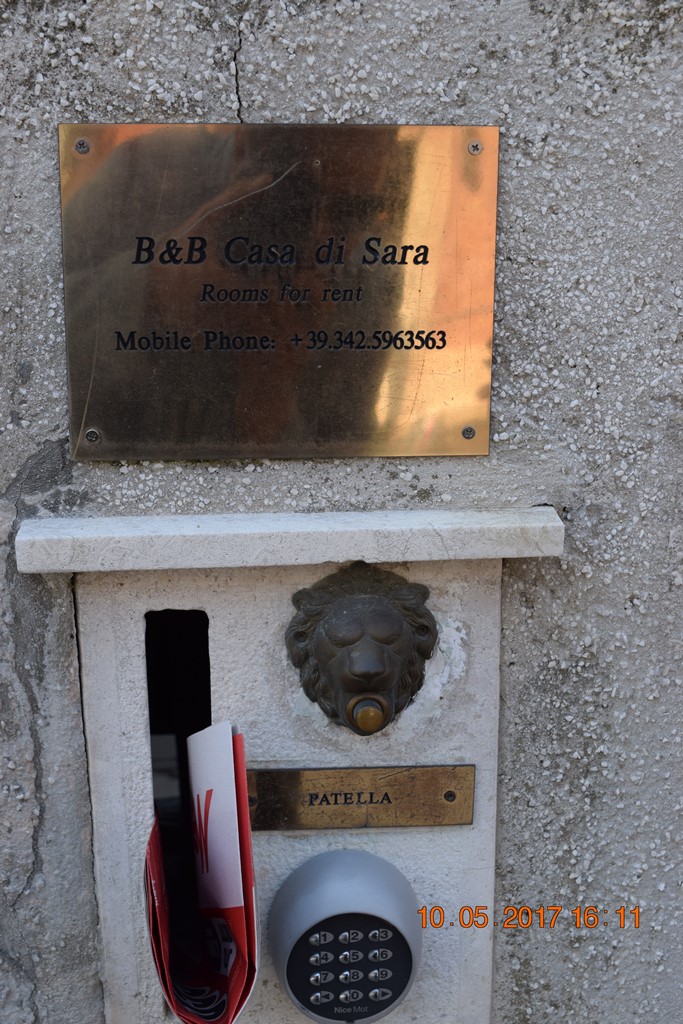 B&B Casa di Sara
Rooms for rent
Mobile Phone: +39.342.5963563
PATELLA
1 2 3
4 5 6
7 8 9
0
Nice Mot
10.05.2017 16:11